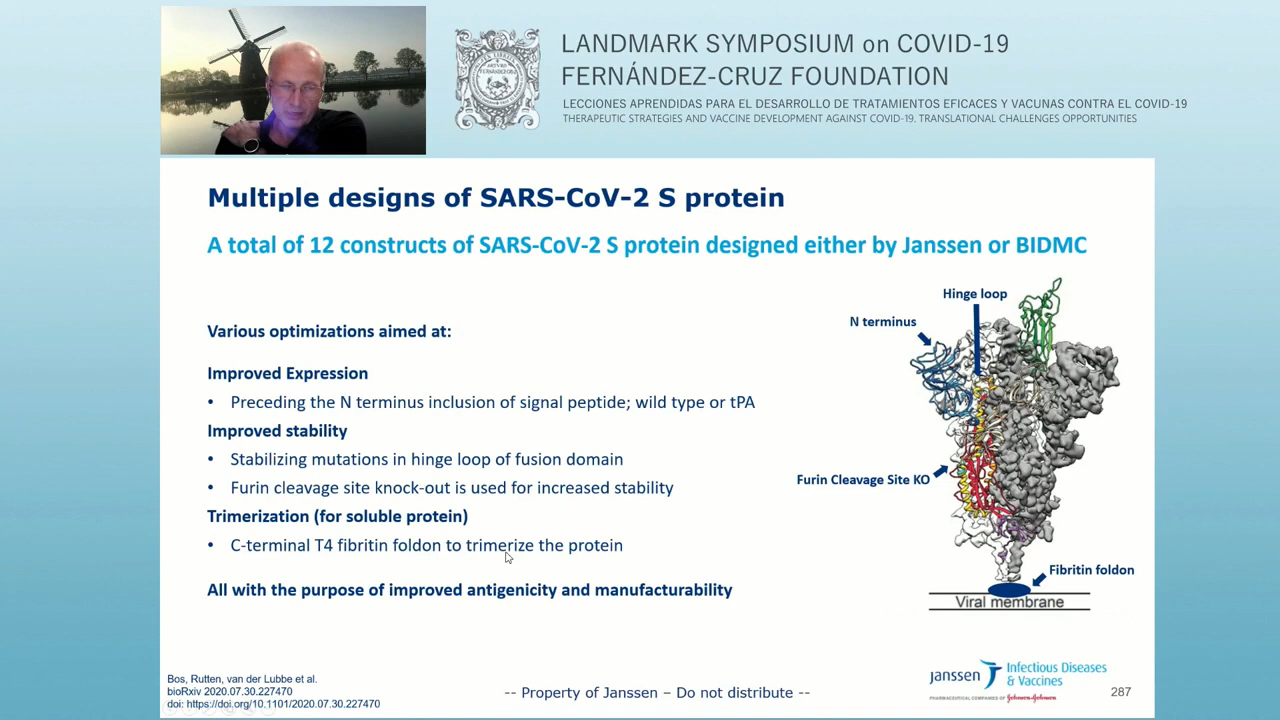 LANDMARK SYMPOSIUM on COVID-19
FERNÁNDEZ-CRUZ FOUNDATION
LECCIONES APRENDIDAS PARA EL DESARROLLO DE TRATAMIENTOS EFICACES Y VACUNAS CONTRA EL COVID-19
THERAPEUTIC STRATEGIES AND VACCINE DEVELOPMENT AGAINST COVID-19. TRANSLATIONAL CHALLENGES OPPORTUNITIES
Multiple designs of SARS-CoV-2 S protein
A total of 12 constructs of SARS-CoV-2 S protein designed either by Janssen or BIDMC
Various optimizations aimed at:
Improved Expression
• Preceding the N terminus inclusion of signal peptide; wild type or tPA
Improved stability
• Stabilizing mutations in hinge loop of fusion domain
• Furin cleavage site knock-out is used for increased stability
Trimerization (for soluble protein)
• C-terminal T4 fibritin foldon to trimerize the protein
All with the purpose of improved antigenicity and manufacturability
Hinge loop
N terminus
Furin Cleavage Site KO
Fibritin foldon
Viral membrane
Bos, Rutten, van der Lubbe et al.
bioRxiv 2020.07.30.227470
doi: https://doi.org/10.1101/2020.07.30.227470
-- Property of Janssen – Do not distribute --
janssen Infectious Diseases
& Vaccines
PHARMACEUTICAL COMPANIES OF Johnson & Johnson
287